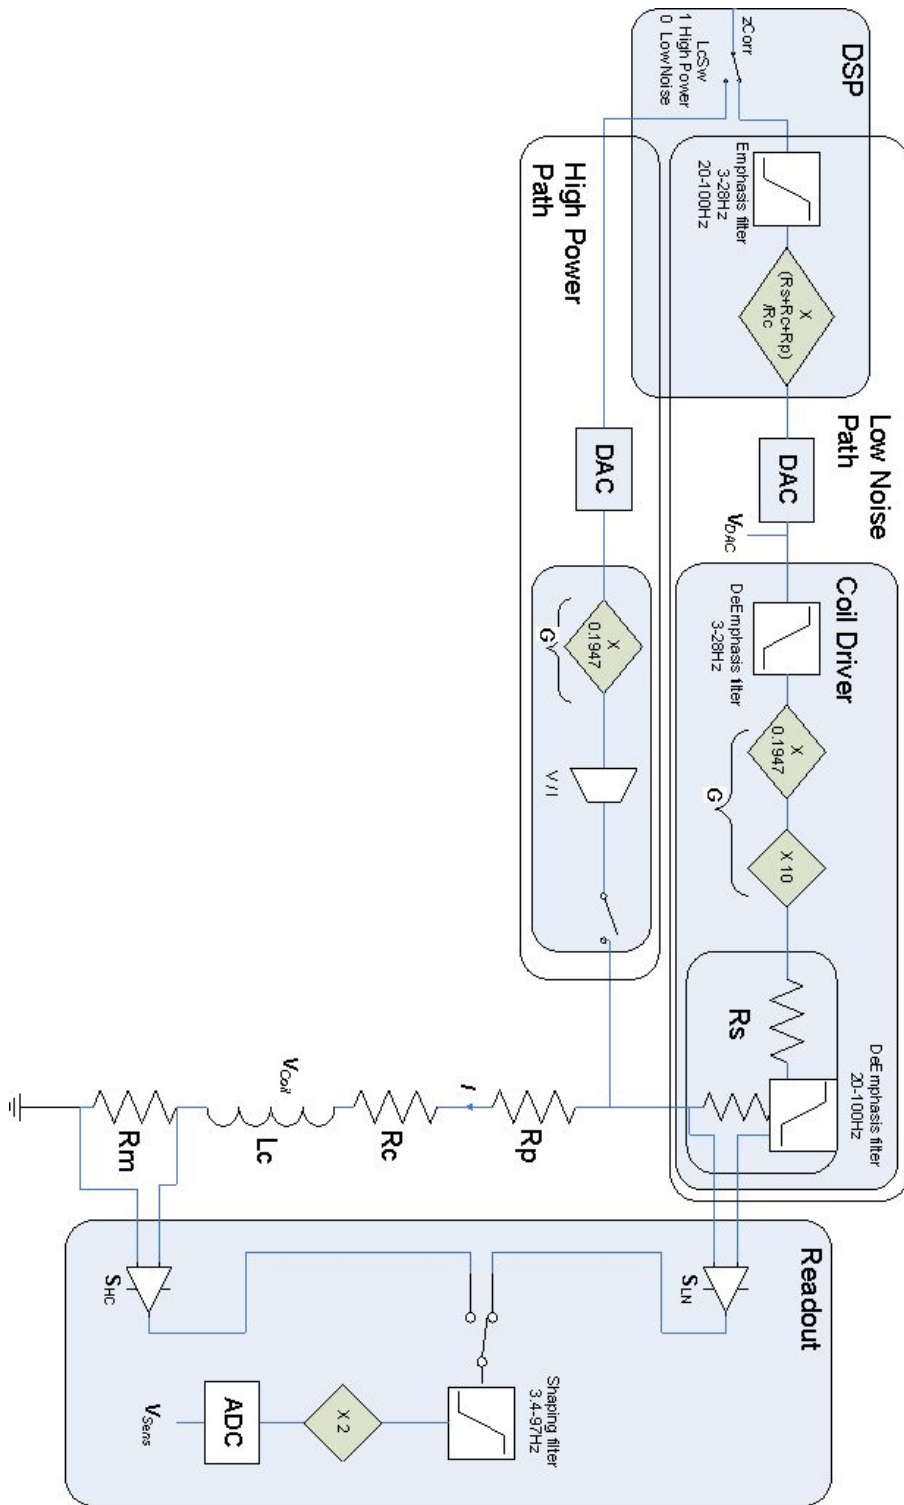 DSP
zCorr
LcSw
1 High Power
0 LowNoise
Emphasis filter
3-28Hz
20-100Hz
X
(Rs+Rc+Rp)
/Rc
Low Noise
Path
DAC
VDAC
Coil Driver
DeEmphasis filter
3-28Hz
X
0.1947
X 10
G
Rs
DeEmphasis filter
20-100Hz
High Power
Path
DAC
X
0.1947
G
V / I
Rp
I
Rc
VCoil
Lc
Rm
Readout
SLN
SHC
Shaping filter
3.4-97Hz
X 2
ADC
VSens